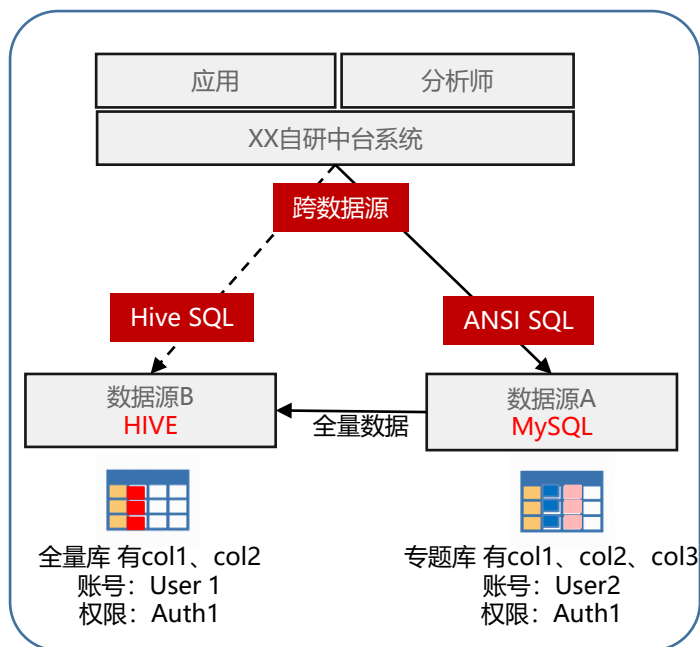 应用
分析师
XX自研中台系统
跨数据源
Hive SQL
ANSI SQL
数据源B
HIVE
全量数据
数据源A
MySQL
全量库 有col1、col2
账号：User 1
权限：Auth1
专题库 有col1、col2、col3
账号：User2
权限：Auth1